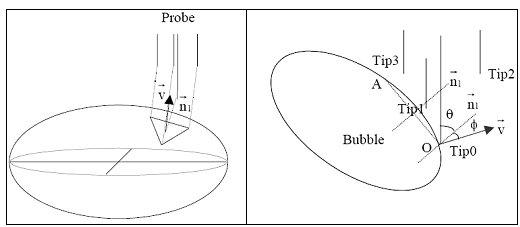 Probe
v
n₁
Tip3
n₁
Tip2
A
Tip1
n₁
θ
v
Bubble
ϕ
O
Tip0